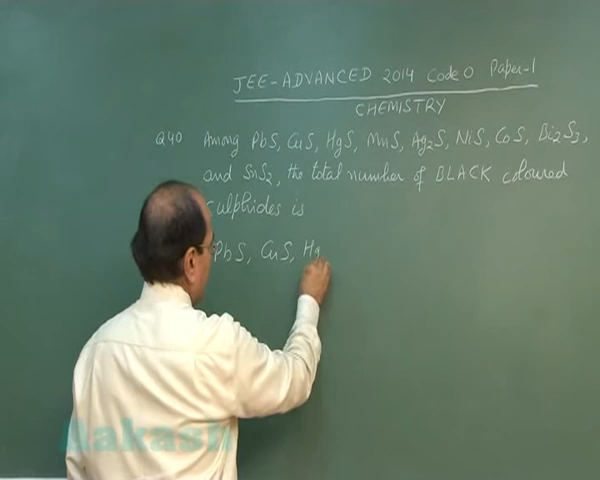 JEE-ADVANCED 2014 Code 0 Paper-1
CHEMISTRY
Q40 Among PbS, CuS, HgS, MnS, Ag2S, NiS, CoS, Bi2S3,
and SnS2, the total number of BLACK coloured
sulphides is
PbS, CuS, Hg
Aakash